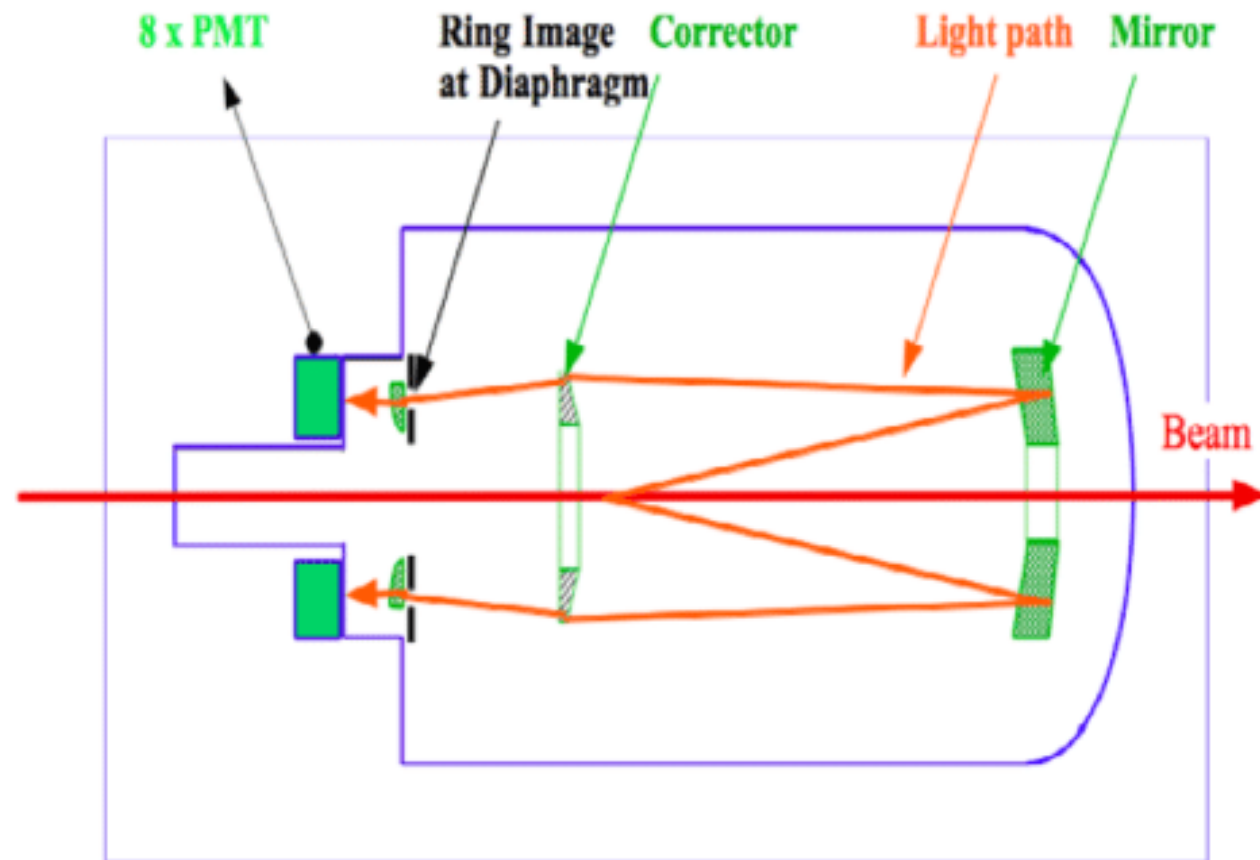 8 x PMT
Ring Image
at Diaphragm
Corrector
Light path
Mirror
Beam